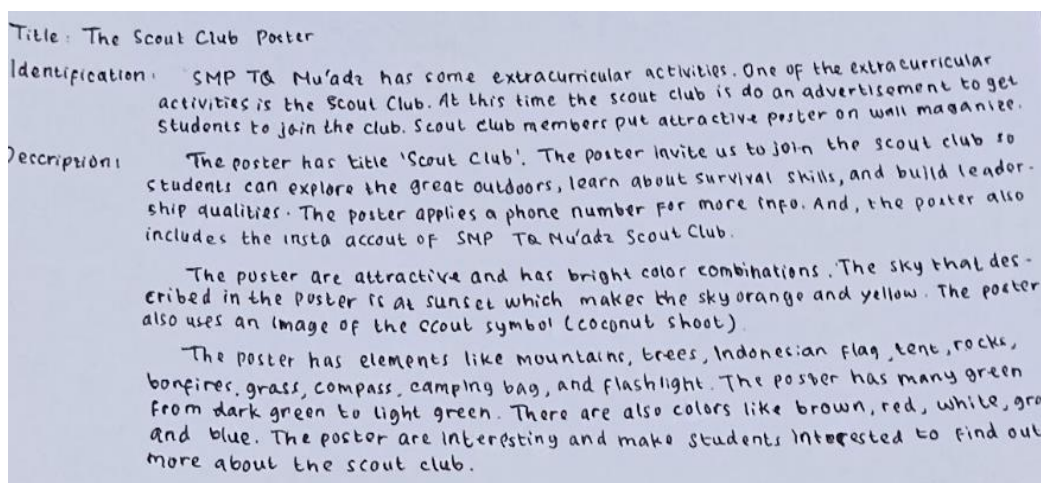 Title : The Scout Club Poster
Identification : SMP TQ Mu'adz has some extracurricular activities. One of the extracurricular
activities is the Scout Club. At this time the scout club is do an advertisement to get
students to join the club. Scout club members put attractive poster on wall maganize.
Description : The poster has title 'Scout Club'. The poster invite us to join the scout club so
students can explore the great outdoors, learn about survival skills, and build leader-
ship qualities. The poster applies a phone number for more info. And, the poster also
includes the insta accout of SMP TQ Mu'adz Scout Club.
The poster are attractive and has bright color combinations. The sky that des-
cribed in the poster is at sunset which makes the sky orange and yellow. The poster
also uses an image of the scout symbol (coconut shoot)
The poster has elements like mountains, trees, Indonesian flag, tent, rocks,
bonfires, grass, compass, camping bag, and flashlight. The poster has many green
from dark green to light green. There are also colors like brown, red, white,
and blue. The poster are interesting and make students interested to find out
more about the scout club.